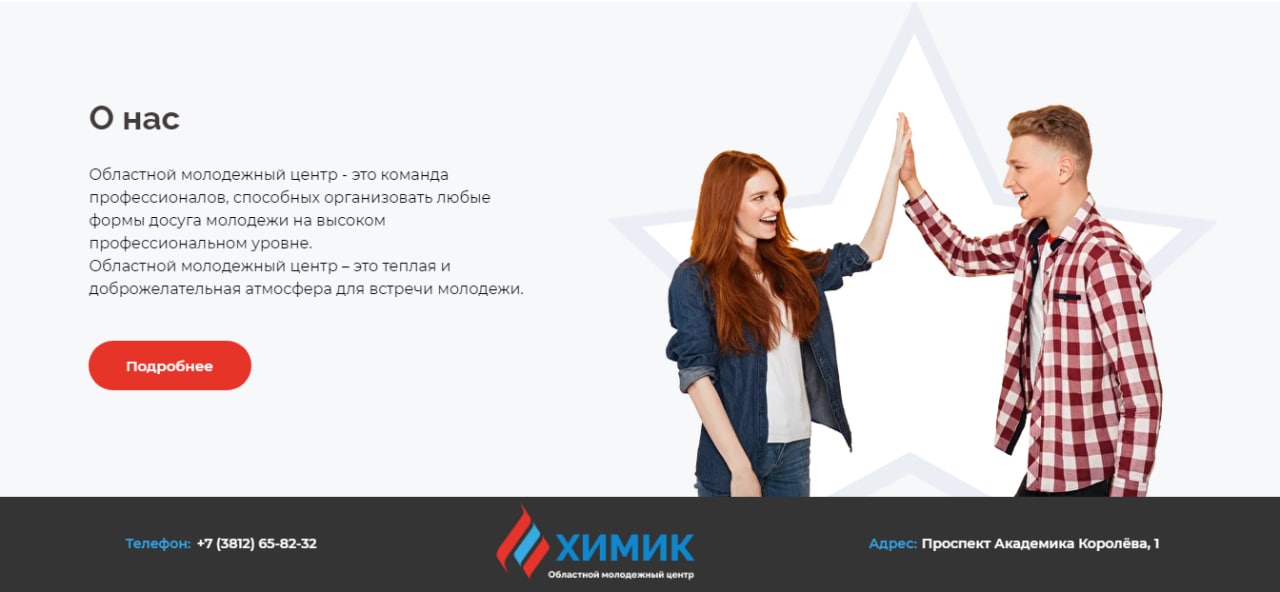 О нас
Областной молодежный центр - это команда
профессионалов, способных организовать любые
формы досуга молодежи на высоком
профессиональном уровне.
Областной молодежный центр – это теплая и
доброжелательная атмосфера для встречи молодежи.
Подробнее
Телефон: +7 (3812) 65-82-32
ХИМИК
Областной молодежный центр
Адрес: Проспект Академика Королёва, 1